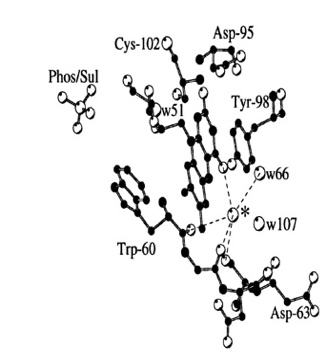 Asp-95
Cys-102
Phos/Sul
w51
Tyr-98
w66
*
w107
Trp-60
Asp-63